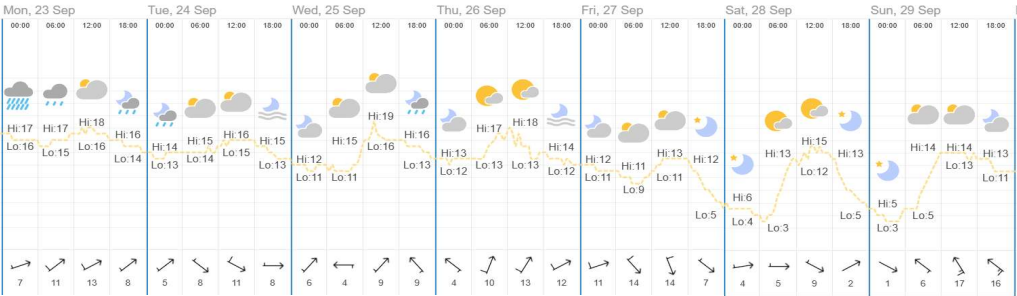 Mon, 23 Sep Tue, 24 Sep Wed, 25 Sep Thu, 26 Sep Fri, 27 Sep Sat, 28 Sep Sun, 29 Sep
00:00 06:00 12:00 18:00 00:00 06:00 11:00 18:00 00:00 06:00 12:00 18:00 00:00 06:00 12:00 18:00 00:00 06:00 12:00 18:00 00:00 06:00 12:00 18:00 00:00 06:00 12:00 18:00
Hi:17 Hi:17 Hi:18 Hi:16 Hi:14 Hi:15 Hi:16 Hi:15 Hi:12 Hi:15 Hi:19 Hi:16 Hi:13 Hi:17 Hi:18 Hi:14 Hi:12 Hi:11 Hi:13 Hi:12 Hi:6 Hi:13 Hi:15 Hi:13 Hi:5 Hi:14 Hi:14 Hi:13
Lo:16 Lo:15 Lo:16 Lo:14 Lo:13 Lo:14 Lo:15 Lo:13 Lo:11 Lo:11 Lo:16 Lo:13 Lo:12 Lo:10 Lo:13 Lo:12 Lo:11 Lo:9 Lo:11 Lo:5 Lo:4 Lo:3 Lo:12 Lo:5 Lo:3 Lo:5 Lo:13 Lo:11
7 11 13 8 5 8 11 8 6 4 9 9 4 10 13 12 11 14 14 7 4 5 9 2 1 6 17 16